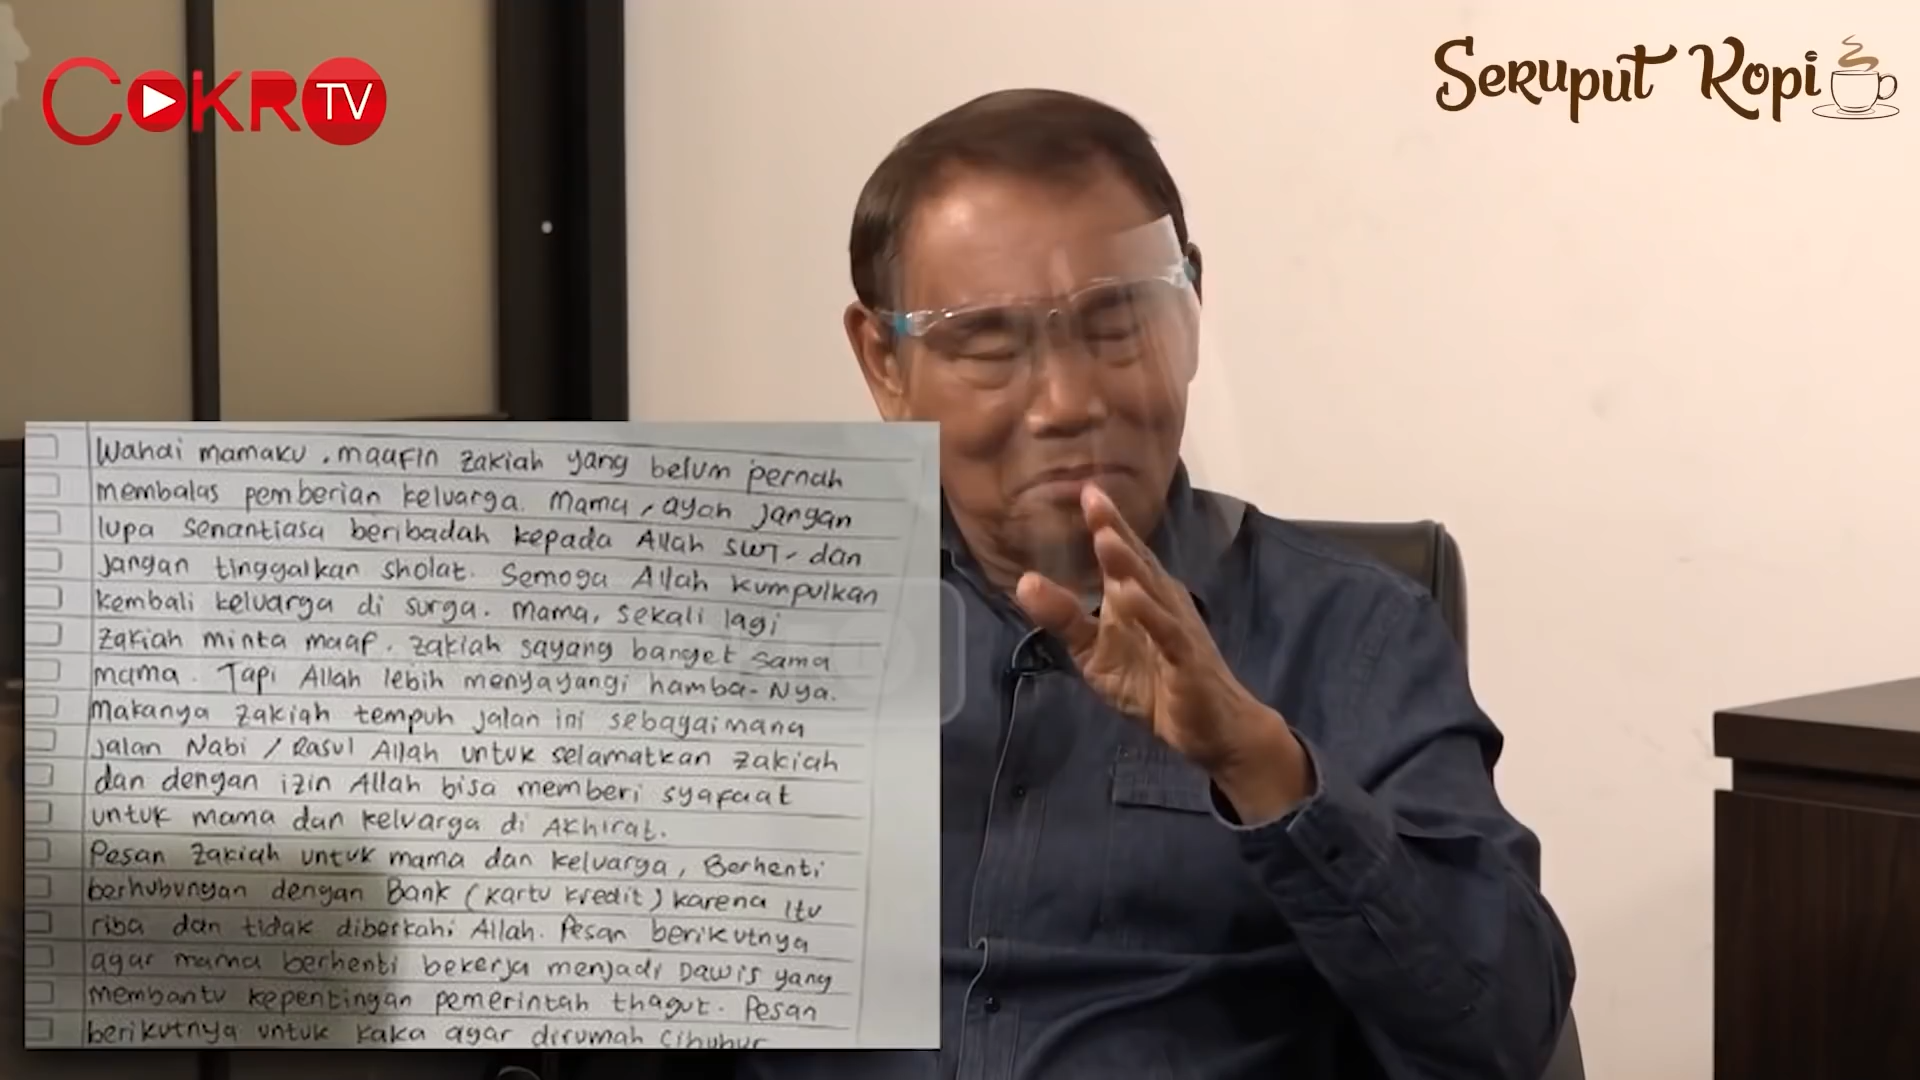 COKRO TV
Seruput Kopi
Wahai mamaku, maafin zakiah yang belum pernah
membalas pemberian keluarga. Mama, ayah jangan
lupa senantiasa beribadah kepada Allah SWT, dan
jangan tinggalkan sholat. Semoga Allah kumpulkan
kembali keluarga di surga. Mama, sekali lagi
zakiah minta maaf. zakiah sayang banget sama
mama. Tapi Allah lebih menyayangi hamba-Nya.
Makanya zakiah tempuh jalan ini sebagaimana
jalan Nabi / Rasul Allah untuk selamatkan zakiah
dan dengan izin Allah bisa memberi syafaat
untuk mama dan keluarga di Akhirat.
Pesan zakiah untuk mama dan keluarga, Berhenti
berhubungan dengan Bank (kartu kredit) karena itu
riba dan tidak diberkahi Allah. Pesan berikutnya
agar mama berhenti bekerja menjadi Dawis yang
membantu kepentingan pemerintah thagut. Pesan
berikutnya untuk kaka agar dirumah Cibubur